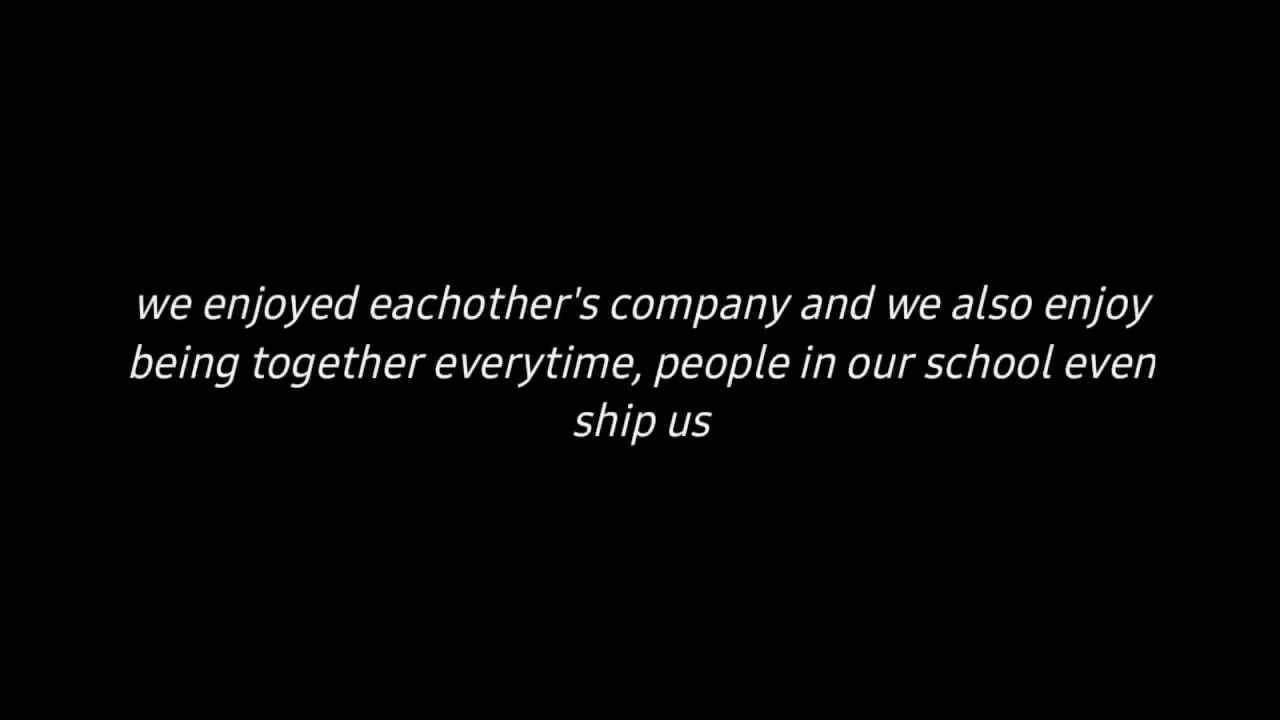 we enjoyed eachother's company and we also enjoy
being together everytime, people in our school even
ship us